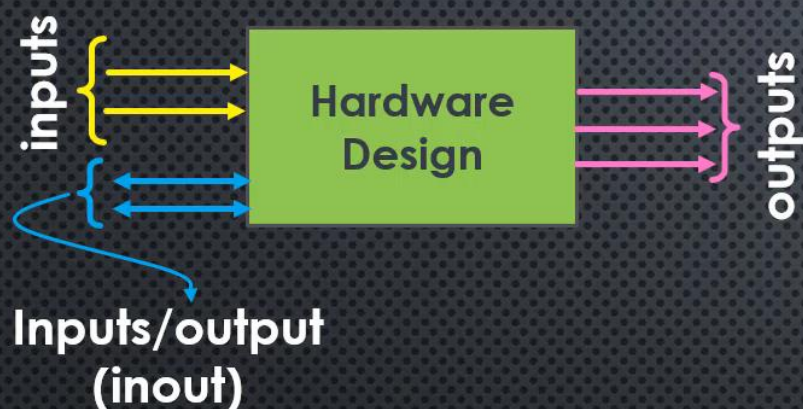 inputs
Hardware
Design
outputs
Inputs/output
(inout)